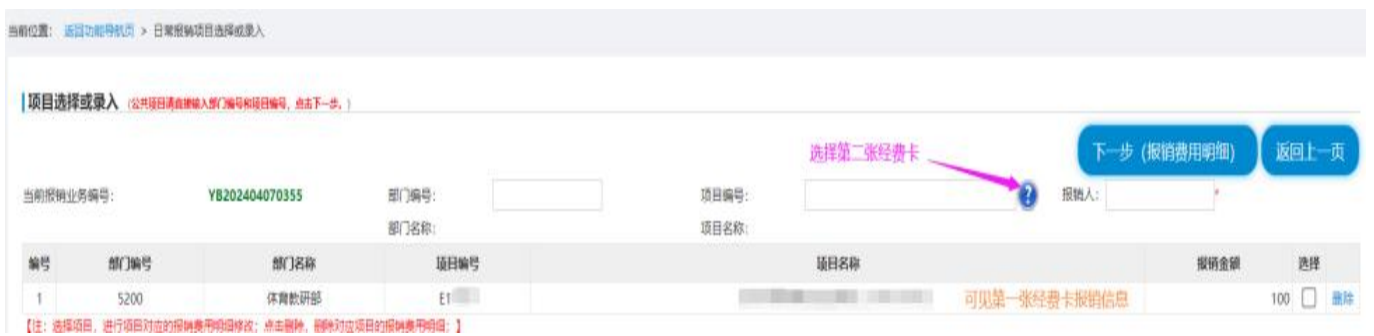 当前位置： 返回功能导航页 > 日常报销项目选择或录入
项目选择或录入 （公共项目请直接输入部门编号和项目编号，点击下一步。）
选择第二张经费卡
下一步（报销费用明细） 返回上一页
当前报销业务编号： YB202404070355 部门编号： 项目编号： ? 报销人： *
部门名称： 项目名称：
编号 部门编号 部门名称 项目编号 项目名称 报销金额 选择
1 5200 体育教研部 E1 可见第一张经费卡报销信息 100 删除
【注：选择项目，进行项目对应的报销费用明细修改；点击删除，删除对应项目的报销费用明细；】